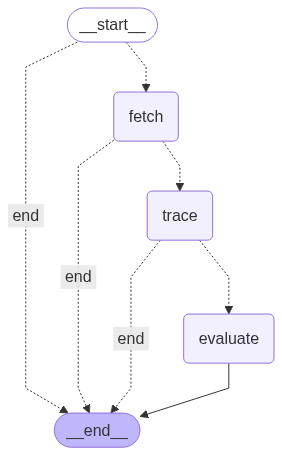 __start__
fetch
trace
end
end
end
evaluate
__end__